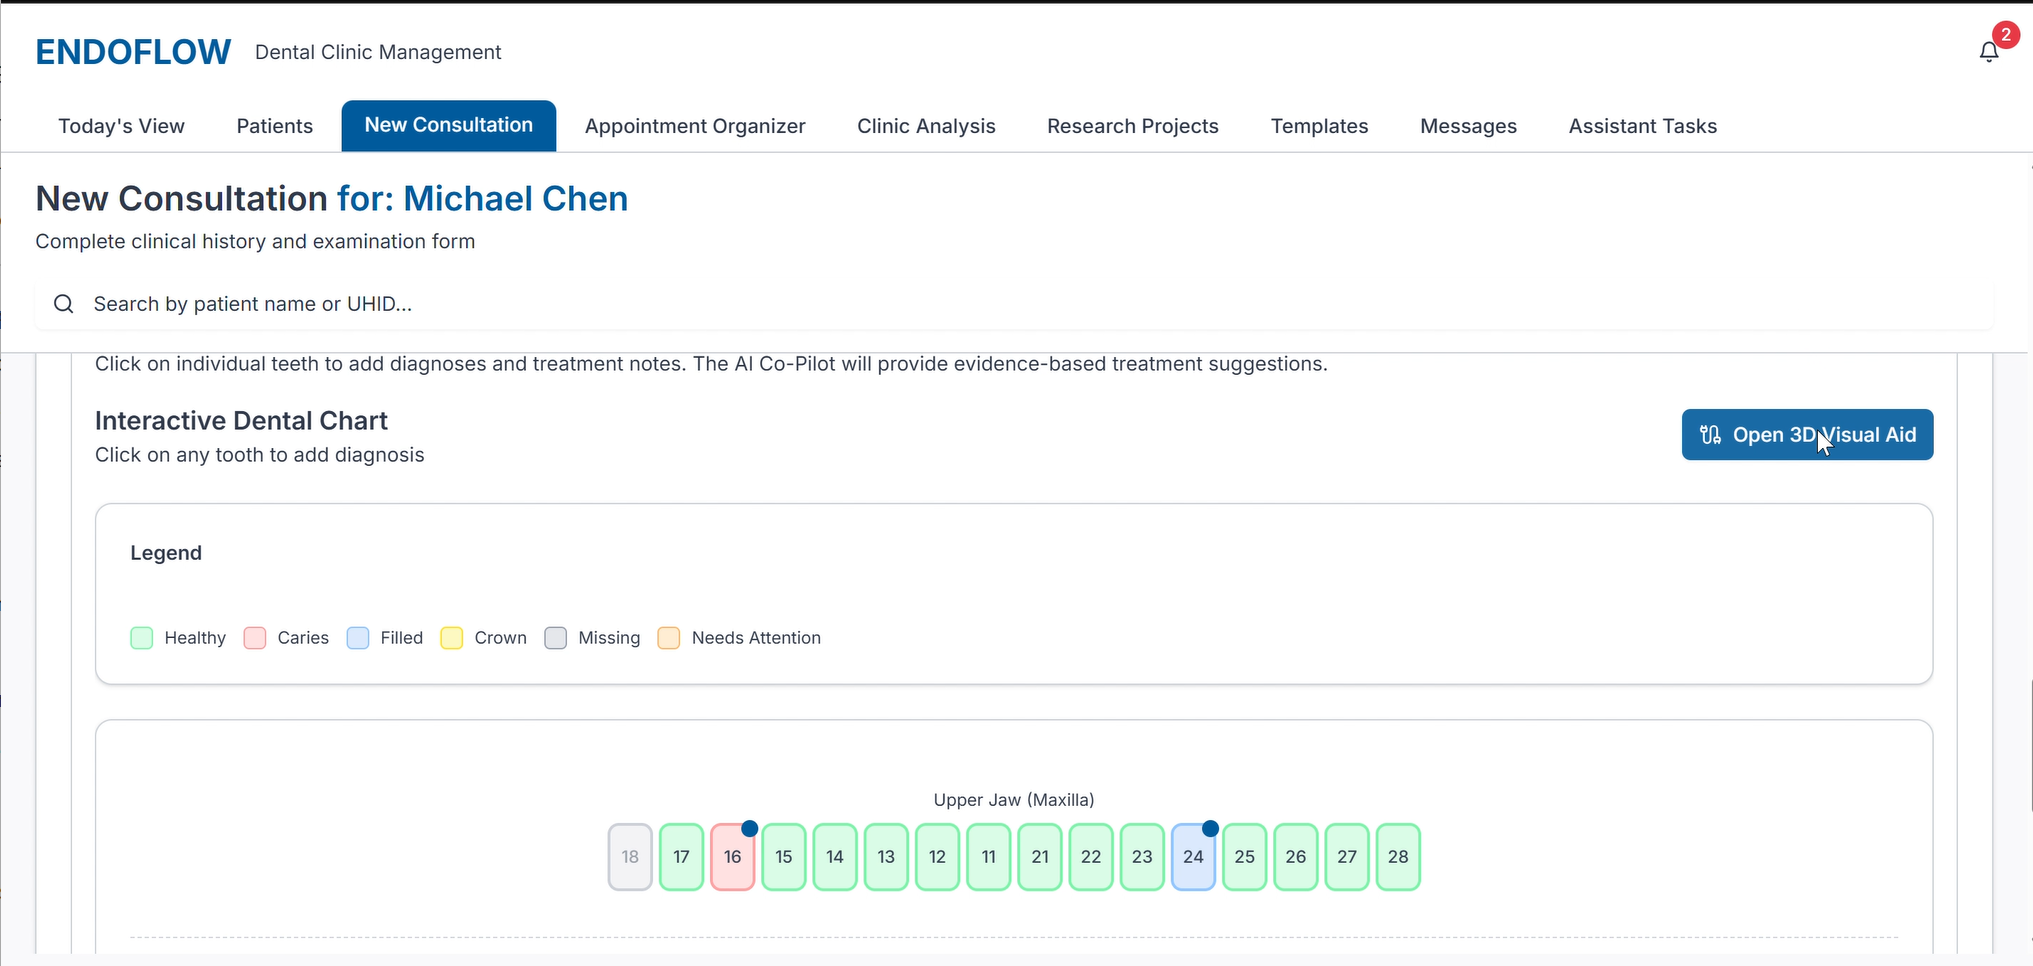 ENDOFLOW Dental Clinic Management
2
Today's View Patients New Consultation Appointment Organizer Clinic Analysis Research Projects Templates Messages Assistant Tasks
New Consultation for: Michael Chen
Complete clinical history and examination form
Search by patient name or UHID...
Click on individual teeth to add diagnoses and treatment notes. The AI Co-Pilot will provide evidence-based treatment suggestions.
Interactive Dental Chart
Open 3D Visual Aid
Click on any tooth to add diagnosis
Legend
Healthy Caries Filled Crown Missing Needs Attention
Upper Jaw (Maxilla)
18 17 16 15 14 13 12 11 21 22 23 24 25 26 27 28